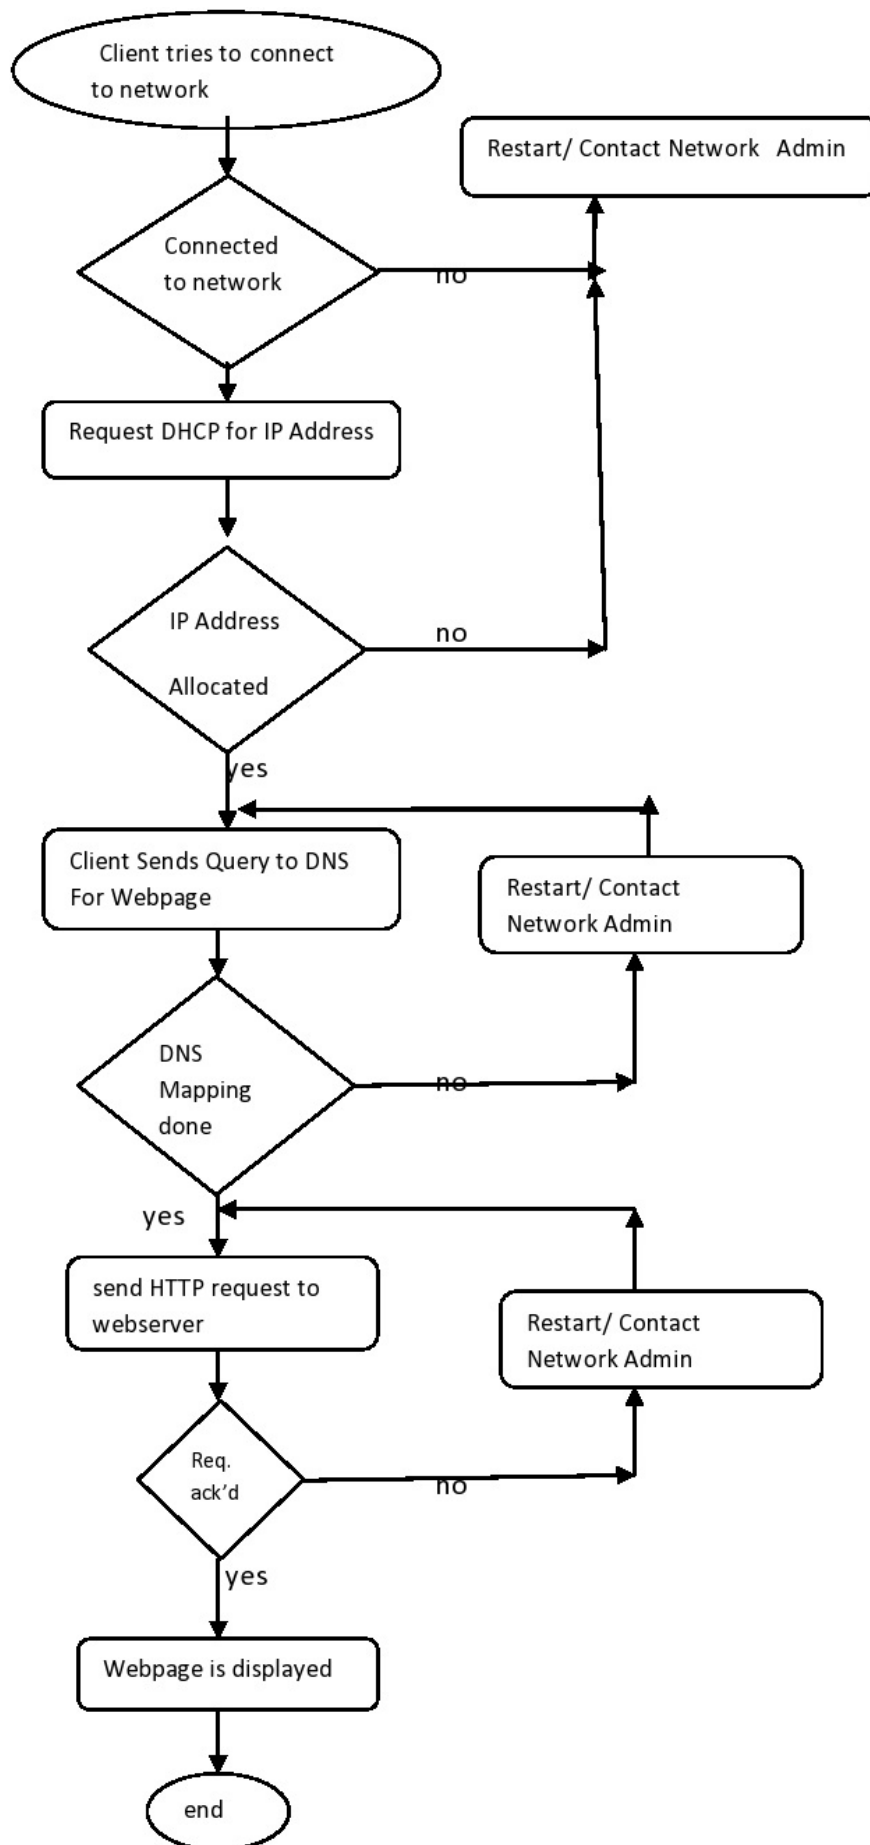 Client tries to connect
to network
Restart/ Contact Network Admin
Connected
to network
no
Request DHCP for IP Address
IP Address
Allocated
no
yes
Client Sends Query to DNS
For Webpage
Restart/ Contact
Network Admin
DNS
Mapping
done
no
yes
send HTTP request to
webserver
Restart/ Contact
Network Admin
Req.
ack’d
no
yes
Webpage is displayed
end